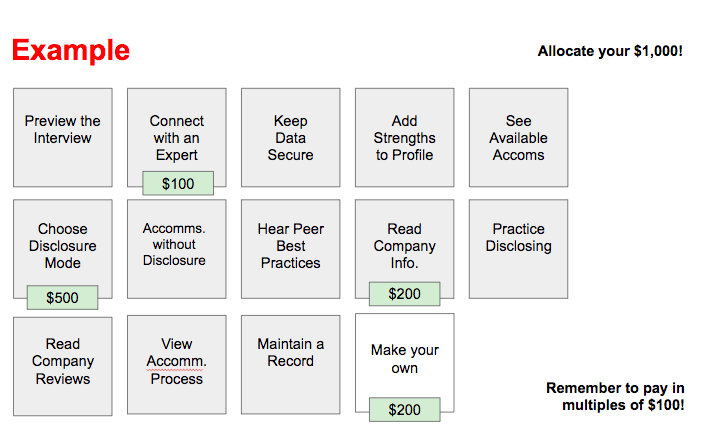 Example
Allocate your $1,000!
Preview the
Interview
Connect
with an
Expert
$100
Keep
Data
Secure
Add
Strengths
to Profile
See
Available
Accoms
Choose
Disclosure
Mode
$500
Accomms.
without
Disclosure
Hear Peer
Best
Practices
Read
Company
Info.
$200
Practice
Disclosing
Read
Company
Reviews
View
Accomm.
Process
Maintain a
Record
Make your
own
$200
Remember to pay in
multiples of $100!